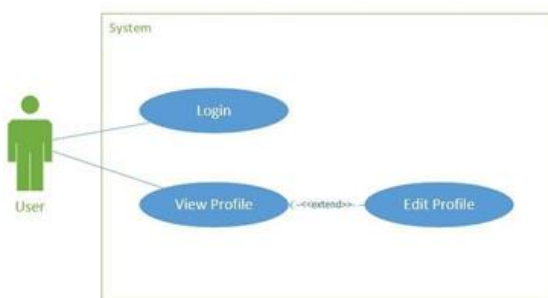 System
Login
User
View Profile
<<extend>>
Edit Profile